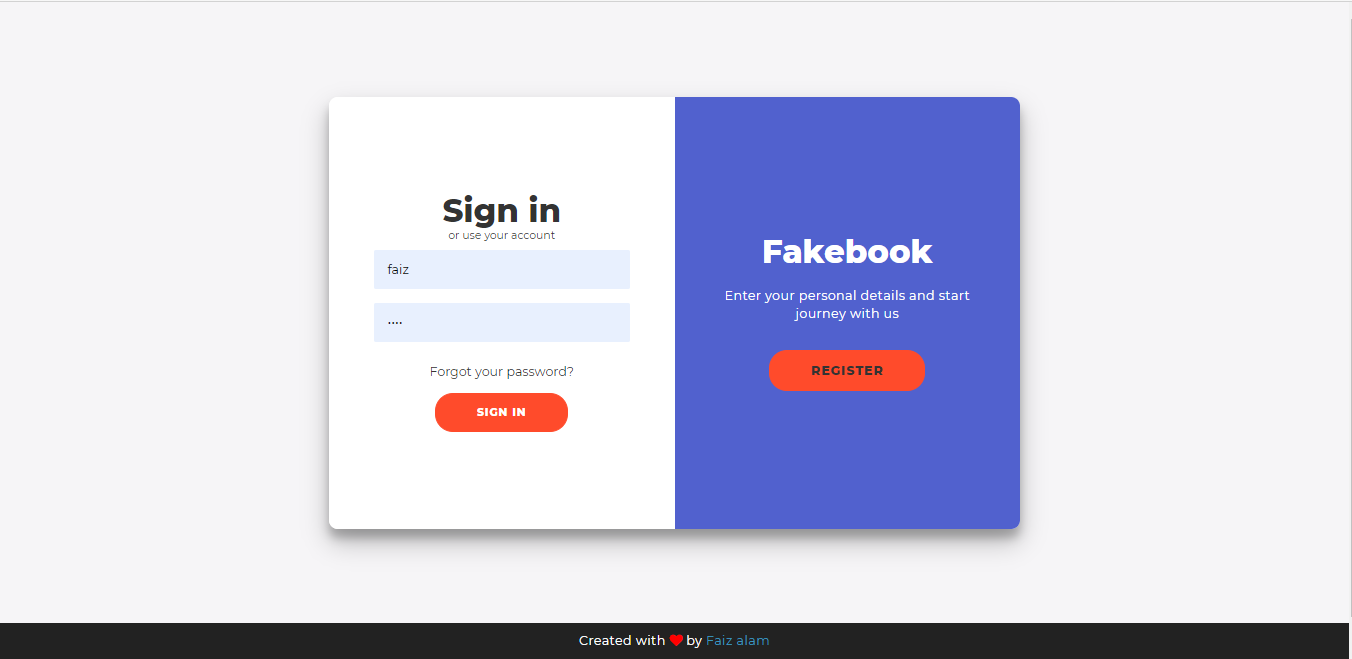 Sign in
or use your account
faiz
....
Forgot your password?
SIGN IN
Fakebook
Enter your personal details and start
journey with us
REGISTER
Created with ❤ by Faiz alam